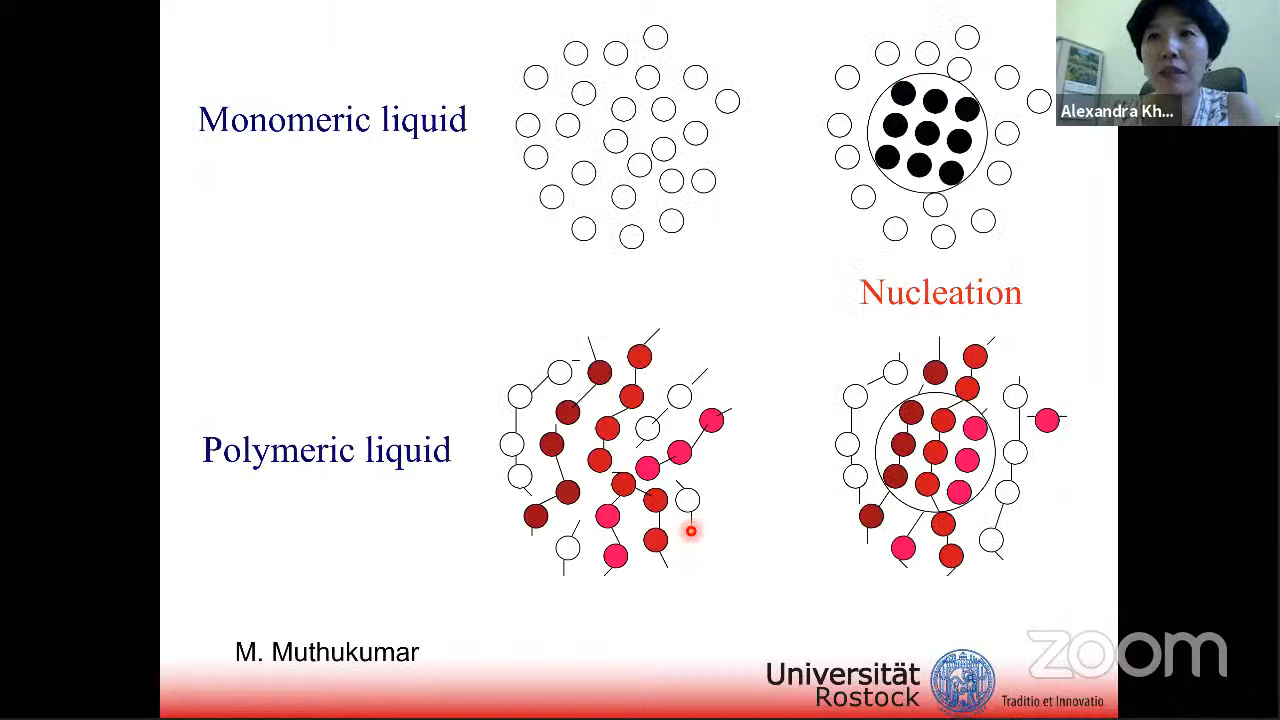 Monomeric liquid
Alexandra Kh...
Nucleation
Polymeric liquid
M. Muthukumar
Universität
Rostock
Traditio et Innovatio
zoom